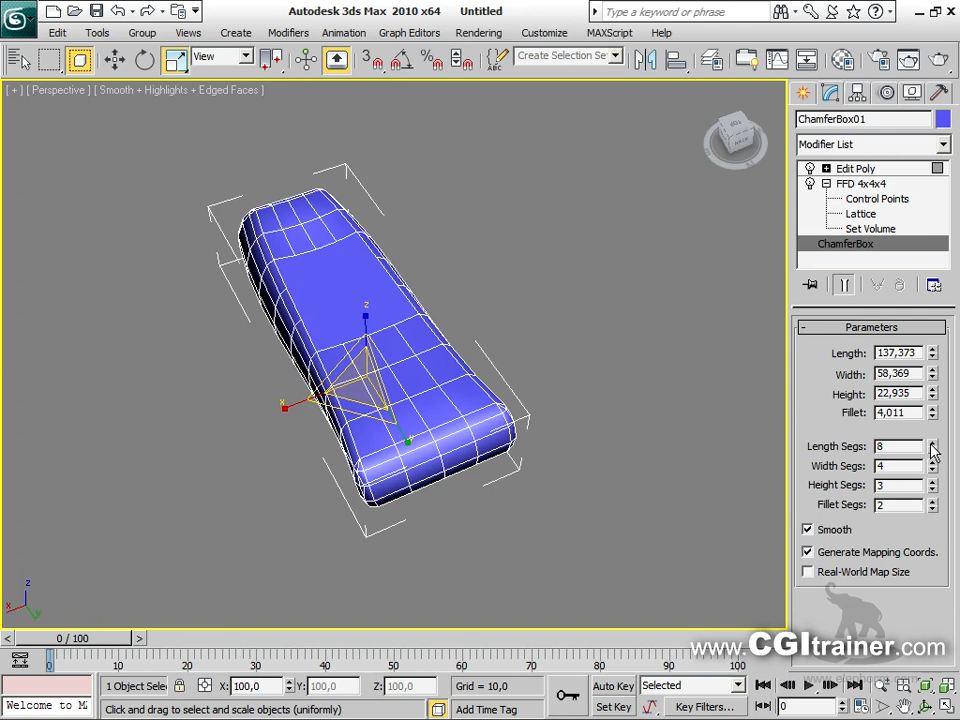 Autodesk 3ds Max 2010 x64 Untitled
Type a keyword or phrase
Edit Tools Group Views Create Modifiers Animation Graph Editors Rendering Customize MAXScript Help
View
3
Create Selection Se
[ + ] [ Perspective ] [ Smooth + Highlights + Edged Faces ]
ChamferBox01
Modifier List
Edit Poly
FFD 4x4x4
Control Points
Lattice
Set Volume
ChamferBox
- Parameters
Length: 137,373
Width: 58,369
Height: 22,935
Fillet: 4,011
Length Segs: 8
Width Segs: 4
Height Segs: 3
Fillet Segs: 2
Smooth
Generate Mapping Coords.
Real-World Map Size
z
x
y
z
x
y
< 0 / 100 >
www.CGItrainer.com
0 10 20 30 40 50 60 70 80 90 100
1 Object Selec X: 100,0 Y: 100,0 Z: 100,0 Grid = 10,0 Auto Key Selected
Welcome to M
Click and drag to select and scale objects (uniformly) Add Time Tag Set Key Key Filters... 0